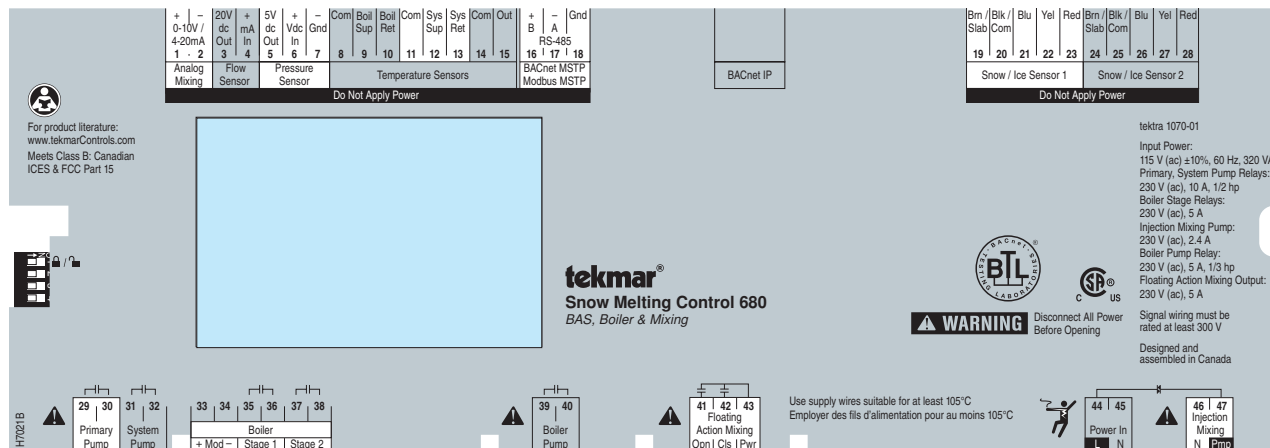 + – 20V + 5V + – Com Boil Boil Com Sys Sys Com Out + – Gnd
0-10V / dc mA dc Vdc Gnd Sup Ret Sup Ret B A
4-20mA Out In Out In RS-485
1 - 2 3 4 5 6 7 8 9 10 11 12 13 14 15 16 17 18
Analog Mixing
Flow Sensor
Pressure Sensor
Temperature Sensors
BACnet MSTP
Modbus MSTP
Do Not Apply Power
BACnet IP
Brn / Blk / Blu Yel Red Brn / Blk / Blu Yel Red
Slab Com Slab Com
19 20 21 22 23 24 25 26 27 28
Snow / Ice Sensor 1 Snow / Ice Sensor 2
Do Not Apply Power
For product literature:
www.tekmarControls.com
Meets Class B: Canadian
ICES & FCC Part 15
tektra 1070-01
Input Power:
115 V (ac) ±10%, 60 Hz, 320 VA
Primary, System Pump Relays:
230 V (ac), 10 A, 1/2 hp
Boiler Stage Relays:
230 V (ac), 5 A
Injection Mixing Pump:
230 V (ac), 2.4 A
Boiler Pump Relay:
230 V (ac), 5 A, 1/3 hp
Floating Action Mixing Output:
230 V (ac), 5 A
Signal wiring must be
rated at least 300 V
Designed and
assembled in Canada
/
tekmar®
Snow Melting Control 680
BAS, Boiler & Mixing
BACnet
TESTING LABORATORIES
BTL ®
C SA ® US
WARNING
Disconnect All Power
Before Opening
H7021B
29 30
Primary
Pump
31 32
System
Pump
33 34 35 36 37 38
Boiler
+ Mod – Stage 1 Stage 2
39 40
Boiler
Pump
41 42 43
Floating
Action Mixing
Opn Cls Pwr
Use supply wires suitable for at least 105°C
Employer des fils d'alimentation pour au moins 105°C
44 45
Power In
L N
46 47
Injection
Mixing
N Pmp